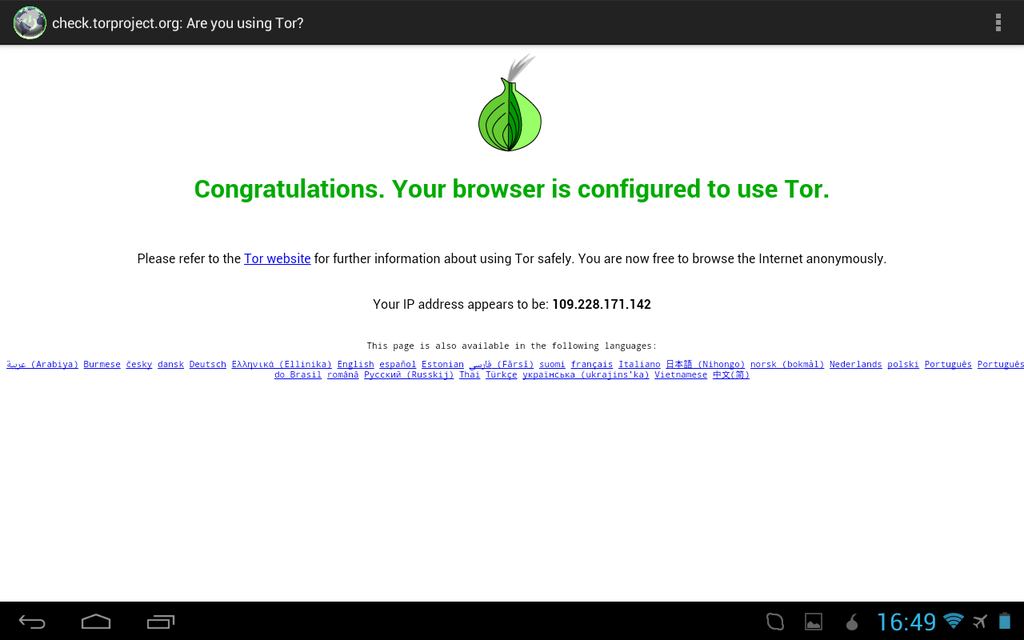 check.torproject.org: Are you using Tor?
Congratulations. Your browser is configured to use Tor.
Please refer to the Tor website for further information about using Tor safely. You are now free to browse the Internet anonymously.
Your IP address appears to be: 109.228.171.142
This page is also available in the following languages:
عربية (Arabiya) Burmese česky dansk Deutsch Ελληνικά (Ellinika) English español Estonian فارسی (Fārsī) suomi français Italiano 日本語 (Nihongo) norsk (bokmål) Nederlands polski Português Português
do Brasil română Русский (Russkij) Thai Türkçe українська (ukrajins'ka) Vietnamese 中文(简)
16:49